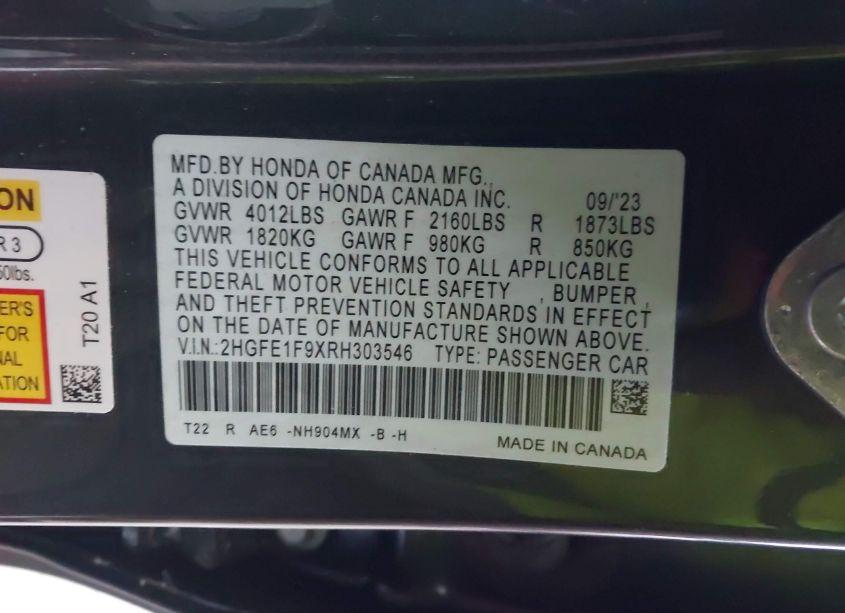 MFD.BY HONDA OF CANADA MFG.,
A DIVISION OF HONDA CANADA INC. 09/'23
GVWR 4012LBS GAWR F 2160LBS R 1873LBS
GVWR 1820KG GAWR F 980KG R 850KG
THIS VEHICLE CONFORMS TO ALL APPLICABLE
FEDERAL MOTOR VEHICLE SAFETY , BUMPER ,
AND THEFT PREVENTION STANDARDS IN EFFECT
ON THE DATE OF MANUFACTURE SHOWN ABOVE.
V.I.N.:2HGFE1F9XRH303546 TYPE: PASSENGER CAR
T22 R AE6 -NH904MX -B -H
MADE IN CANADA
ON
R 3
50lbs.
ER'S
FOR
NAL
ATION
T20 A1